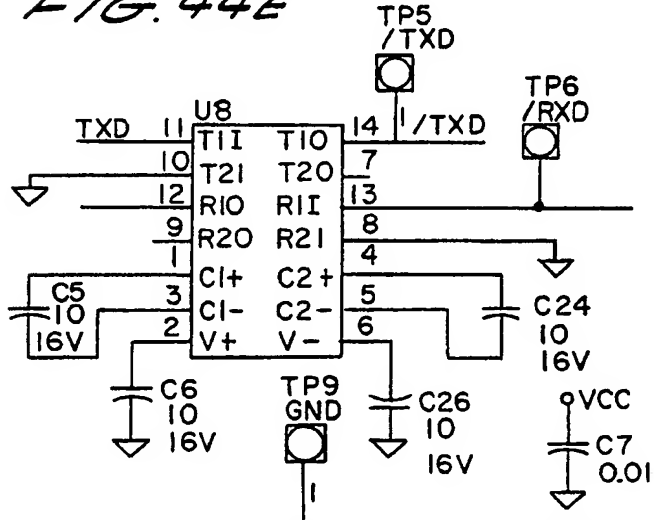 FIG. 44E
TP5
/TXD
TP6
/RXD
U8
TXD 11 T1I T1O 14 1 /TXD
10 T2I T2O 7
12 R1O R1I 13
9 R2O R2I 8
1 C1+ C2+ 4
C5
10
16V
3 C1- C2- 5
C24
10
16V
2 V+ V- 6
C6
10
16V
TP9
GND
1
C26
10
16V
VCC
C7
0.01